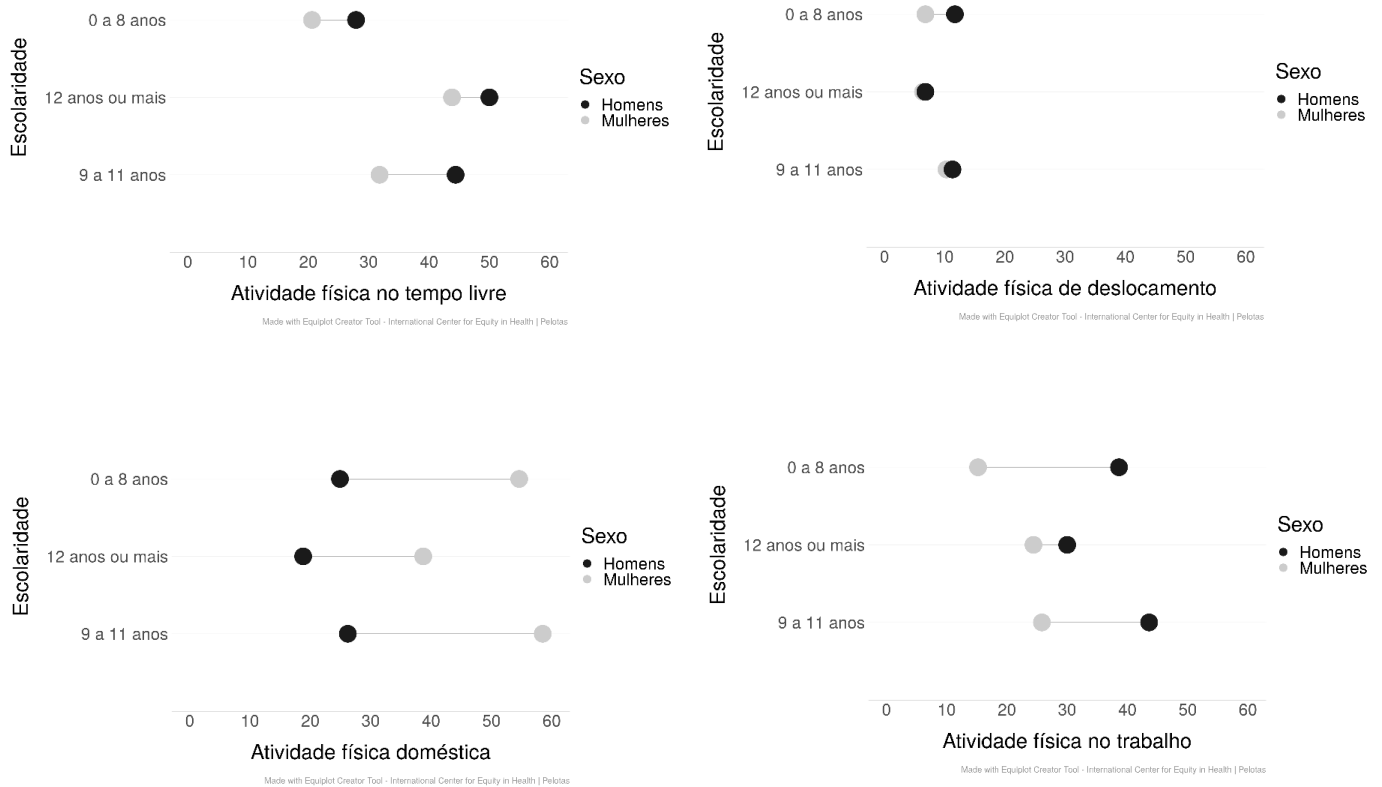 0 a 8 anos
12 anos ou mais
9 a 11 anos
Escolaridade
Sexo
Homens
Mulheres
0 10 20 30 40 50 60
Atividade física no tempo livre
Made with Equiplot Creator Tool - International Center for Equity in Health | Pelotas
0 a 8 anos
12 anos ou mais
9 a 11 anos
Escolaridade
Sexo
Homens
Mulheres
0 10 20 30 40 50 60
Atividade física de deslocamento
Made with Equiplot Creator Tool - International Center for Equity in Health | Pelotas
0 a 8 anos
12 anos ou mais
9 a 11 anos
Escolaridade
Sexo
Homens
Mulheres
0 10 20 30 40 50 60
Atividade física doméstica
Made with Equiplot Creator Tool - International Center for Equity in Health | Pelotas
0 a 8 anos
12 anos ou mais
9 a 11 anos
Escolaridade
Sexo
Homens
Mulheres
0 10 20 30 40 50 60
Atividade física no trabalho
Made with Equiplot Creator Tool - International Center for Equity in Health | Pelotas